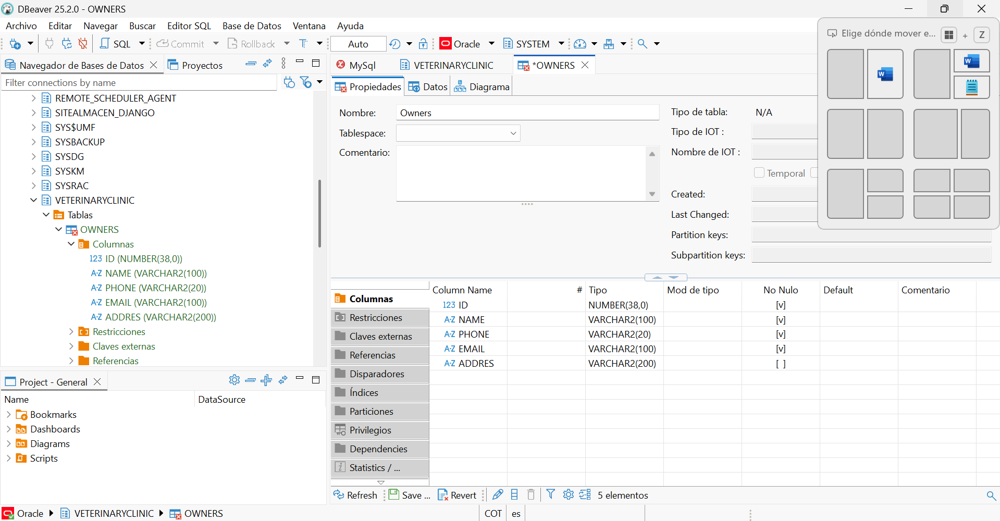 DBeaver 25.2.0 - OWNERS
Archivo Editar Navegar Buscar Editor SQL Base de Datos Ventana Ayuda
SQL Commit Rollback T Auto Oracle SYSTEM
Elige dónde mover e... + Z
Navegador de Bases de Datos Proyectos
MySql VETERINARYCLINIC *OWNERS
Filter connections by name
Propiedades Datos Diagrama
REMOTE_SCHEDULER_AGENT
SITEALMACEN_DJANGO
SYS$UMF
SYSBACKUP
SYSDG
SYSKM
SYSRAC
VETERINARYCLINIC
Tablas
OWNERS
Columnas
123 ID (NUMBER(38,0))
A-Z NAME (VARCHAR2(100))
A-Z PHONE (VARCHAR2(20))
A-Z EMAIL (VARCHAR2(100))
A-Z ADDRES (VARCHAR2(200))
Restricciones
Claves externas
Referencias
Nombre: Owners
Tablespace:
Comentario:
Tipo de tabla: N/A
Tipo de IOT :
Nombre de IOT :
Temporal
Created:
Last Changed:
Partition keys:
Subpartition keys:
Columnas
Restricciones
Claves externas
Referencias
Disparadores
Índices
Particiones
Privilegios
Dependencies
Statistics / ...
Column Name # Tipo Mod de tipo No Nulo Default Comentario
123 ID NUMBER(38,0) [v]
A-Z NAME VARCHAR2(100) [v]
A-Z PHONE VARCHAR2(20) [v]
A-Z EMAIL VARCHAR2(100) [v]
A-Z ADDRES VARCHAR2(200) [ ]
Refresh Save ... Revert 5 elementos
Project - General
Name DataSource
Bookmarks
Dashboards
Diagrams
Scripts
Oracle VETERINARYCLINIC OWNERS
COT es